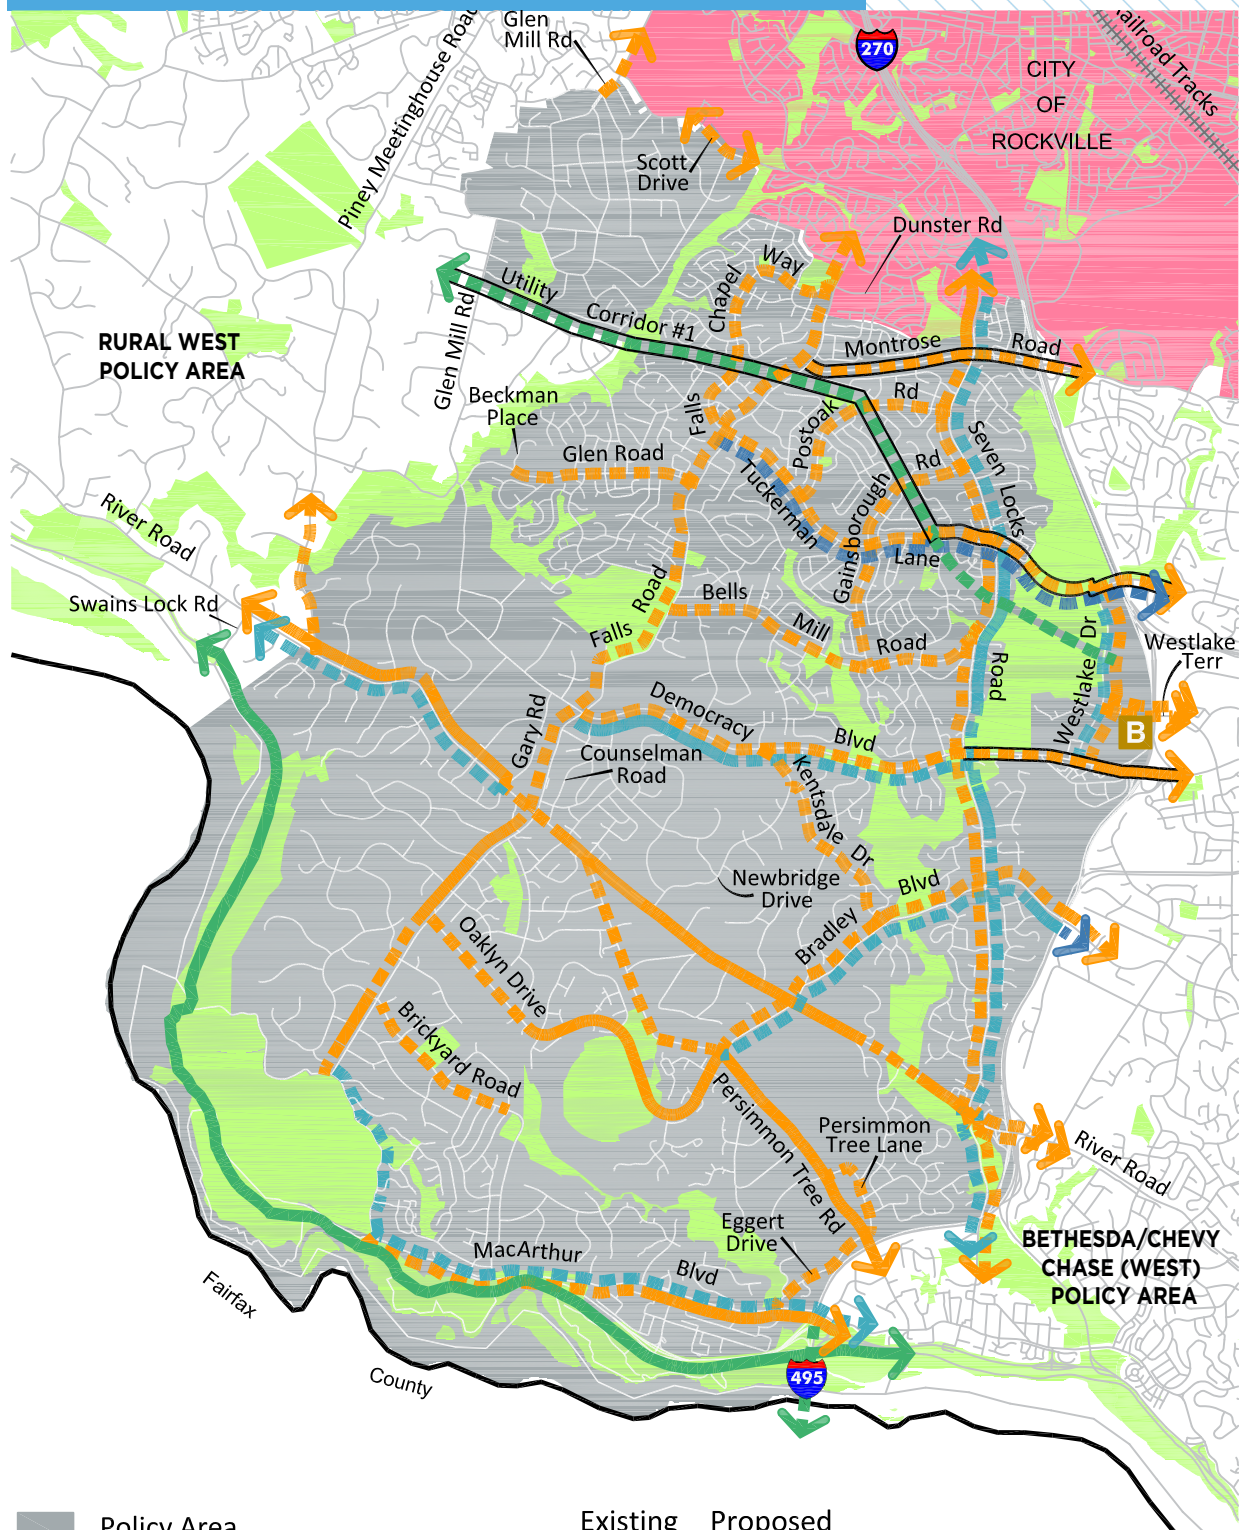 Glen
Mill Rd
270
Railroad Tracks
CITY
OF
ROCKVILLE
Piney Meetinghouse Road
Scott
Drive
Dunster Rd
Way
Chapel
Utility
Corridor #1
Glen Mill Rd
Montrose
Road
RURAL WEST
POLICY AREA
Beckman
Place
Falls
Rd
Postoak
Seven
Locks
Road
Glen Road
Rd
Tuckerman
Lane
Gainsborough
River Road
Swains Lock Rd
Falls
Road
Bells
Mill
Road
Westlake Dr
Westlake
Terr
Democracy
Blvd
B
Gary Rd
Counselman
Road
Kentsdale Dr
Newbridge
Drive
Bradley
Blvd
Oaklyn Drive
Brickyard Road
Persimmon Tree Rd
Persimmon
Tree Lane
River Road
Eggert
Drive
MacArthur
Blvd
BETHESDA/CHEVY
CHASE (WEST)
POLICY AREA
Fairfax
County
495
Policy Area
Existing
Proposed